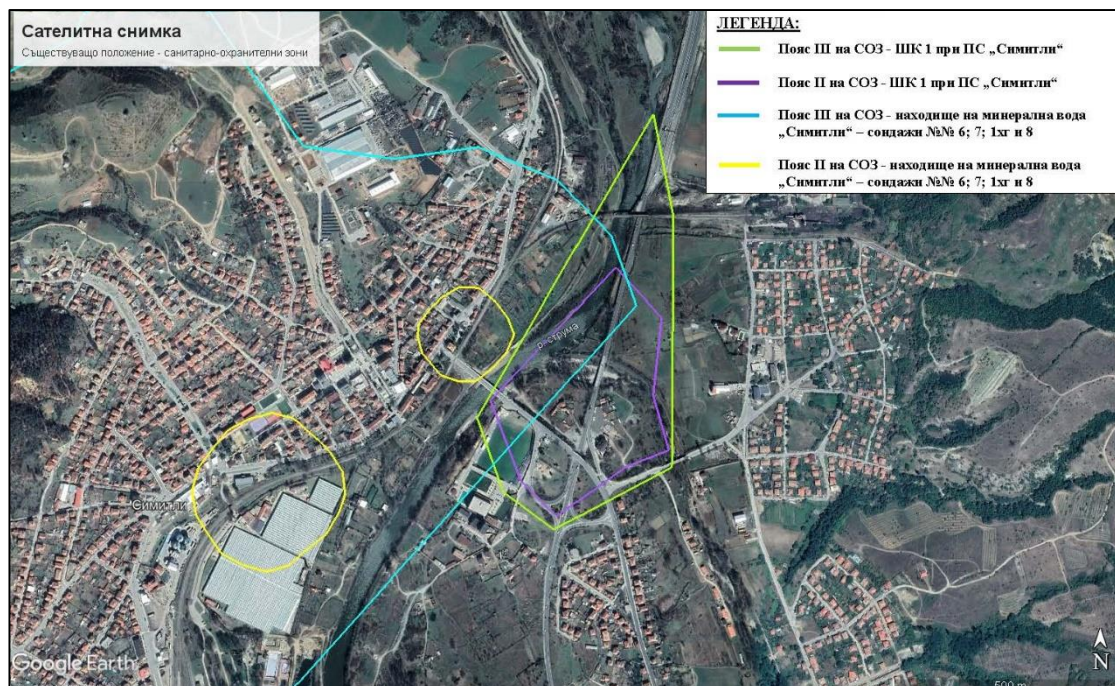 Сателитна снимка
Съществуващо положение - санитарно-охранителни зони
ЛЕГЕНДА:
Пояс III на СОЗ - ШК 1 при ПС „Симитли“
Пояс II на СОЗ - ШК 1 при ПС „Симитли“
Пояс III на СОЗ - находище на минерална вода
„Симитли“ – сондажи №№ 6; 7; 1хг и 8
Пояс II на СОЗ - находище на минерална вода
„Симитли“ – сондажи №№ 6; 7; 1хг и 8
р. струма
Симитли
Google Earth
N
500 m